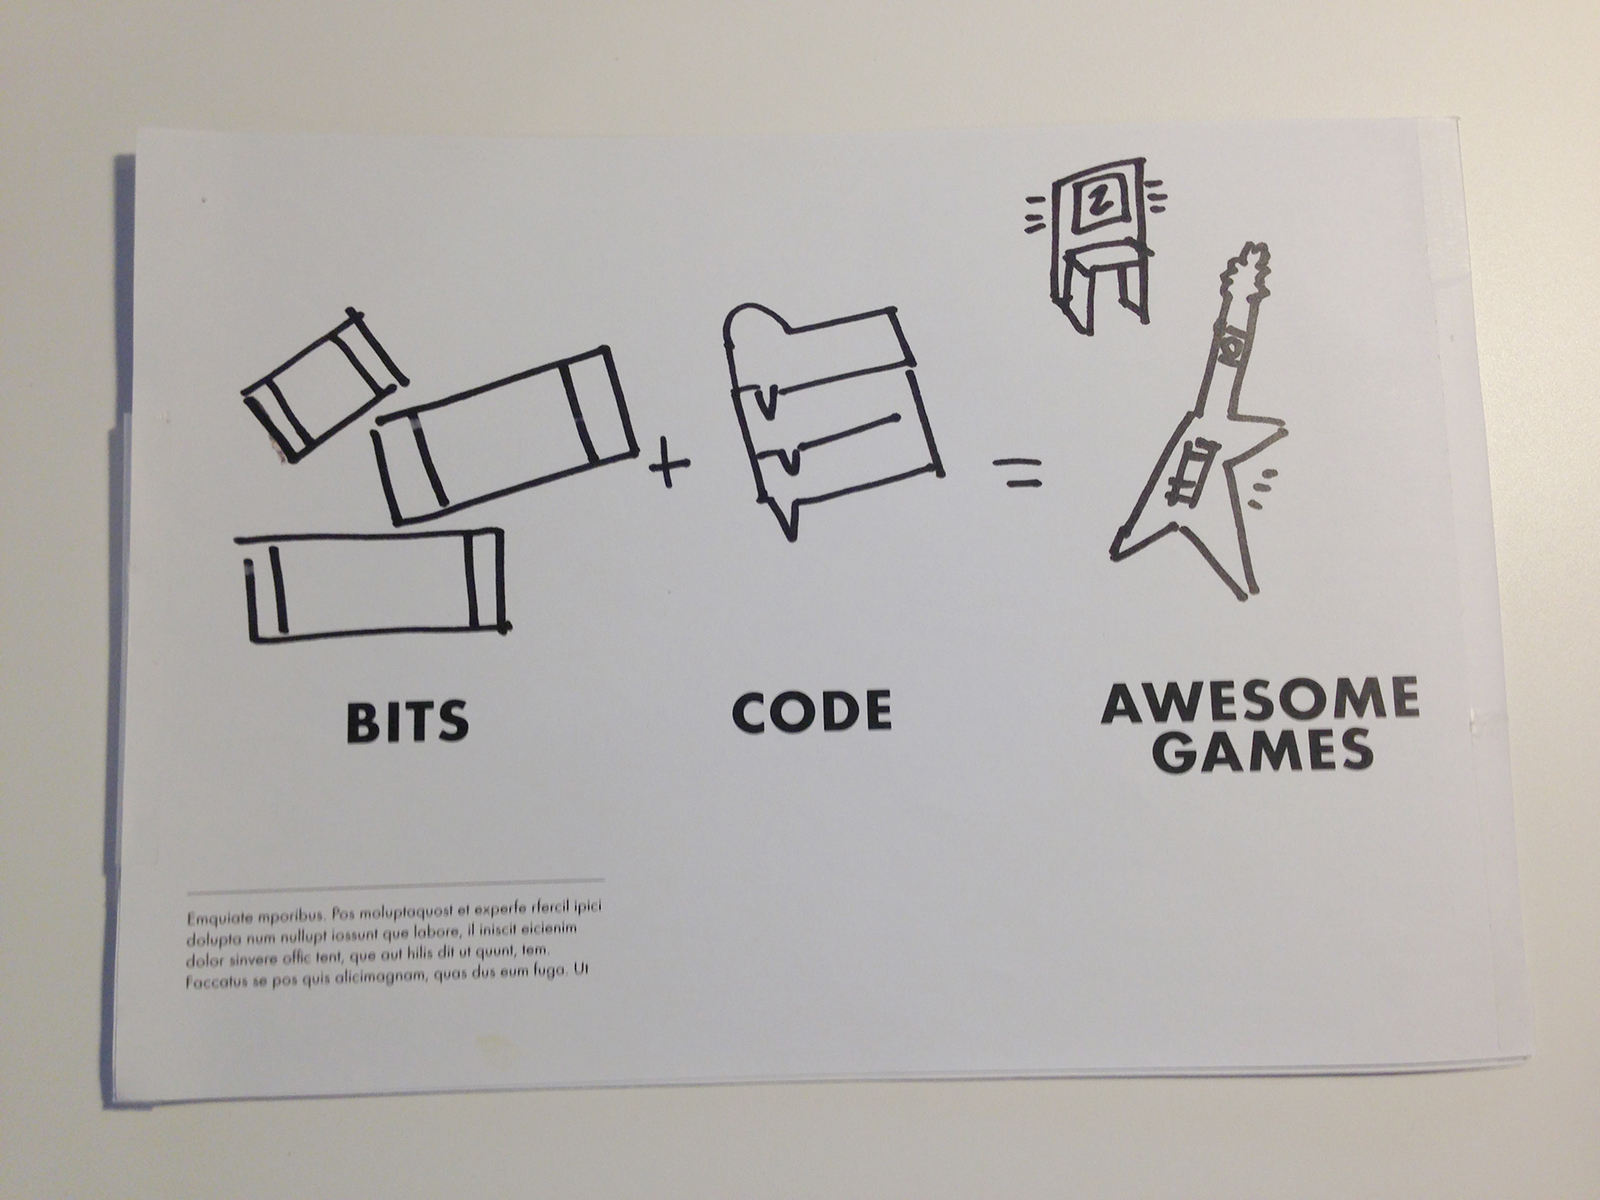 2
+
=
BITS
CODE
AWESOME
GAMES
Emquiate mporibus. Pos moluptaquost et experfe rfercil ipici
dolupta num nullupt iossunt que labore, il iniscit eicienim
dolor sinvere offic tent, que aut hilis dit ut quunt, tem.
Faccatus se pos quis alicimagnam, quas dus eum fuga. Ut